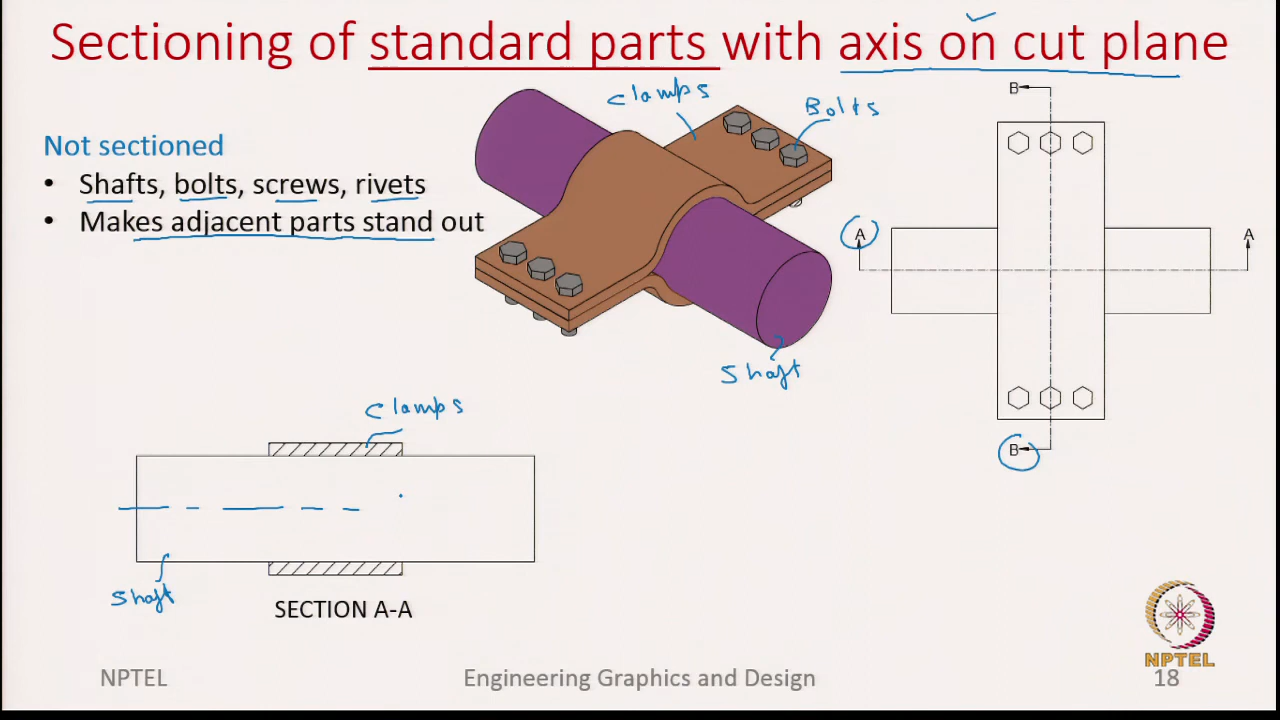 Sectioning of standard parts with axis on cut plane
Not sectioned
• Shafts, bolts, screws, rivets
• Makes adjacent parts stand out
clamps
Bolts
shaft
B
A
A
B
clamps
shaft
SECTION A-A
NPTEL
NPTEL
Engineering Graphics and Design
18